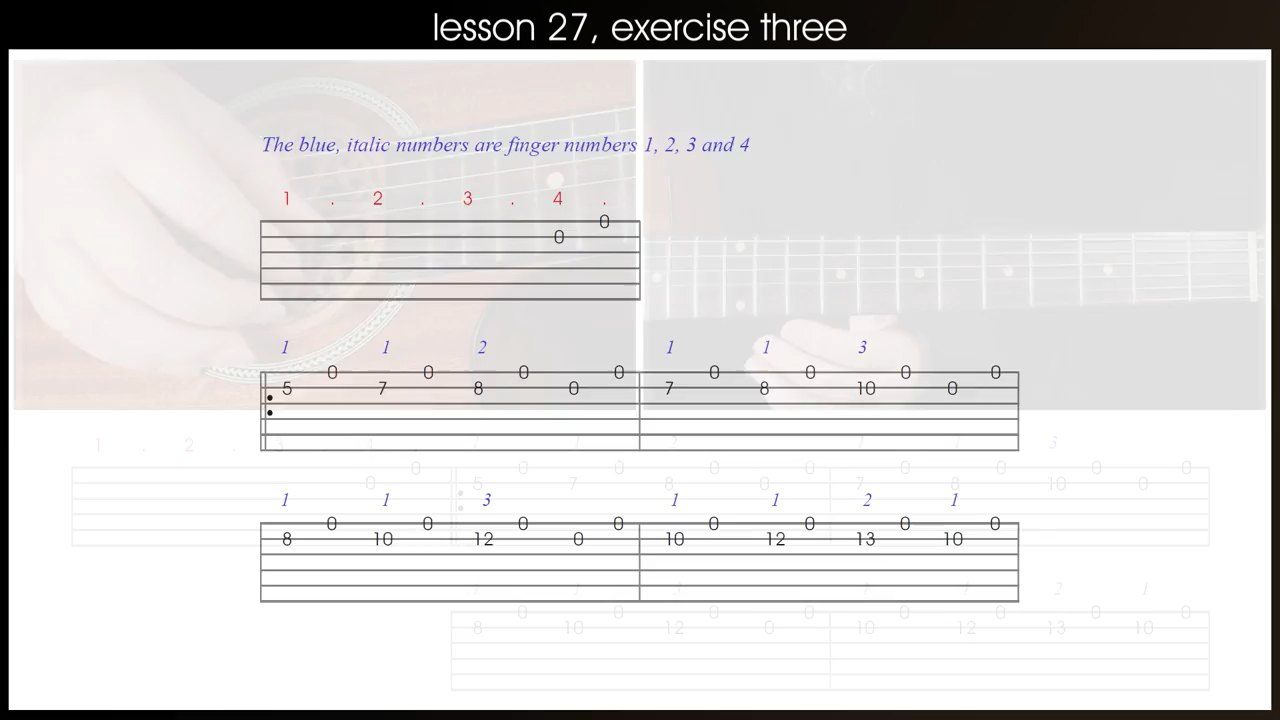 lesson 27, exercise three
The blue, italic numbers are finger numbers 1, 2, 3 and 4
1 . 2 . 3 . 4 .
0
0
1 1 2 1 1 3
0 0 0 0 0 0 0 0
5 7 8 0 7 8 10 0
1 1 3 1 1 2 1
0 0 0 0 0 0 0 0
8 10 12 0 10 12 13 10